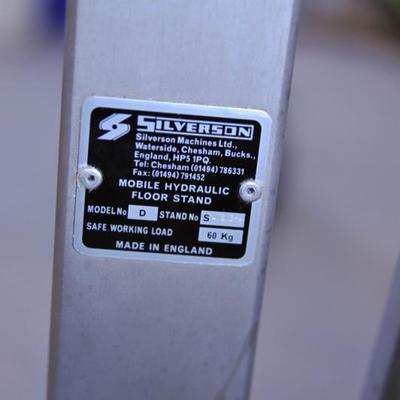 SILVERSON
Silverson Machines Ltd.,
Waterside, Chesham, Bucks.,
England, HP5 1PQ.
Tel: Chesham (01494) 786331
Fax: (01494) 791452
MOBILE HYDRAULIC
FLOOR STAND
MODEL No D STAND No
SAFE WORKING LOAD 60 Kg
MADE IN ENGLAND